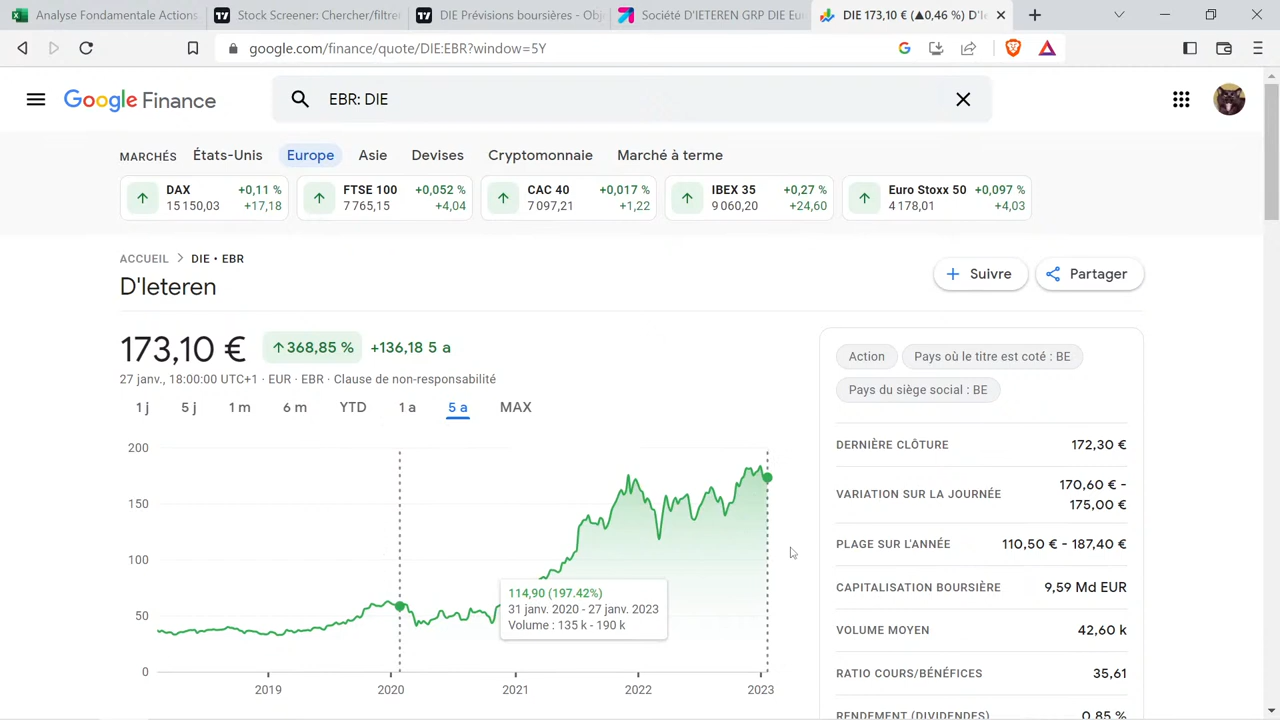 Analyse Fondamentale Actions
Stock Screener: Chercher/filtrer
DIE Prévisions boursières - Obj
Société D'IETEREN GRP DIE Eu
DIE 173,10 € (▲0,46 %) D'I
google.com/finance/quote/DIE:EBR?window=5Y
Google Finance
EBR: DIE
MARCHÉS États-Unis Europe Asie Devises Cryptomonnaie Marché à terme
DAX +0,11 %
15 150,03 +17,18
FTSE 100 +0,052 %
7 765,15 +4,04
CAC 40 +0,017 %
7 097,21 +1,22
IBEX 35 +0,27 %
9 060,20 +24,60
Euro Stoxx 50 +0,097 %
4 178,01 +4,03
ACCUEIL > DIE • EBR
D'Ieteren
+ Suivre
Partager
173,10 € ↑368,85 % +136,18 5 a
27 janv., 18:00:00 UTC+1 · EUR · EBR · Clause de non-responsabilité
1 j 5 j 1 m 6 m YTD 1 a 5 a MAX
200
150
100
50
0
114,90 (197.42%)
31 janv. 2020 - 27 janv. 2023
Volume : 135 k - 190 k
2019 2020 2021 2022 2023
Action
Pays où le titre est coté : BE
Pays du siège social : BE
DERNIÈRE CLÔTURE 172,30 €
VARIATION SUR LA JOURNÉE 170,60 € -
175,00 €
PLAGE SUR L'ANNÉE 110,50 € - 187,40 €
CAPITALISATION BOURSIÈRE 9,59 Md EUR
VOLUME MOYEN 42,60 k
RATIO COURS/BÉNÉFICES 35,61
RENDEMENT (DIVIDENDES) 0,85 %